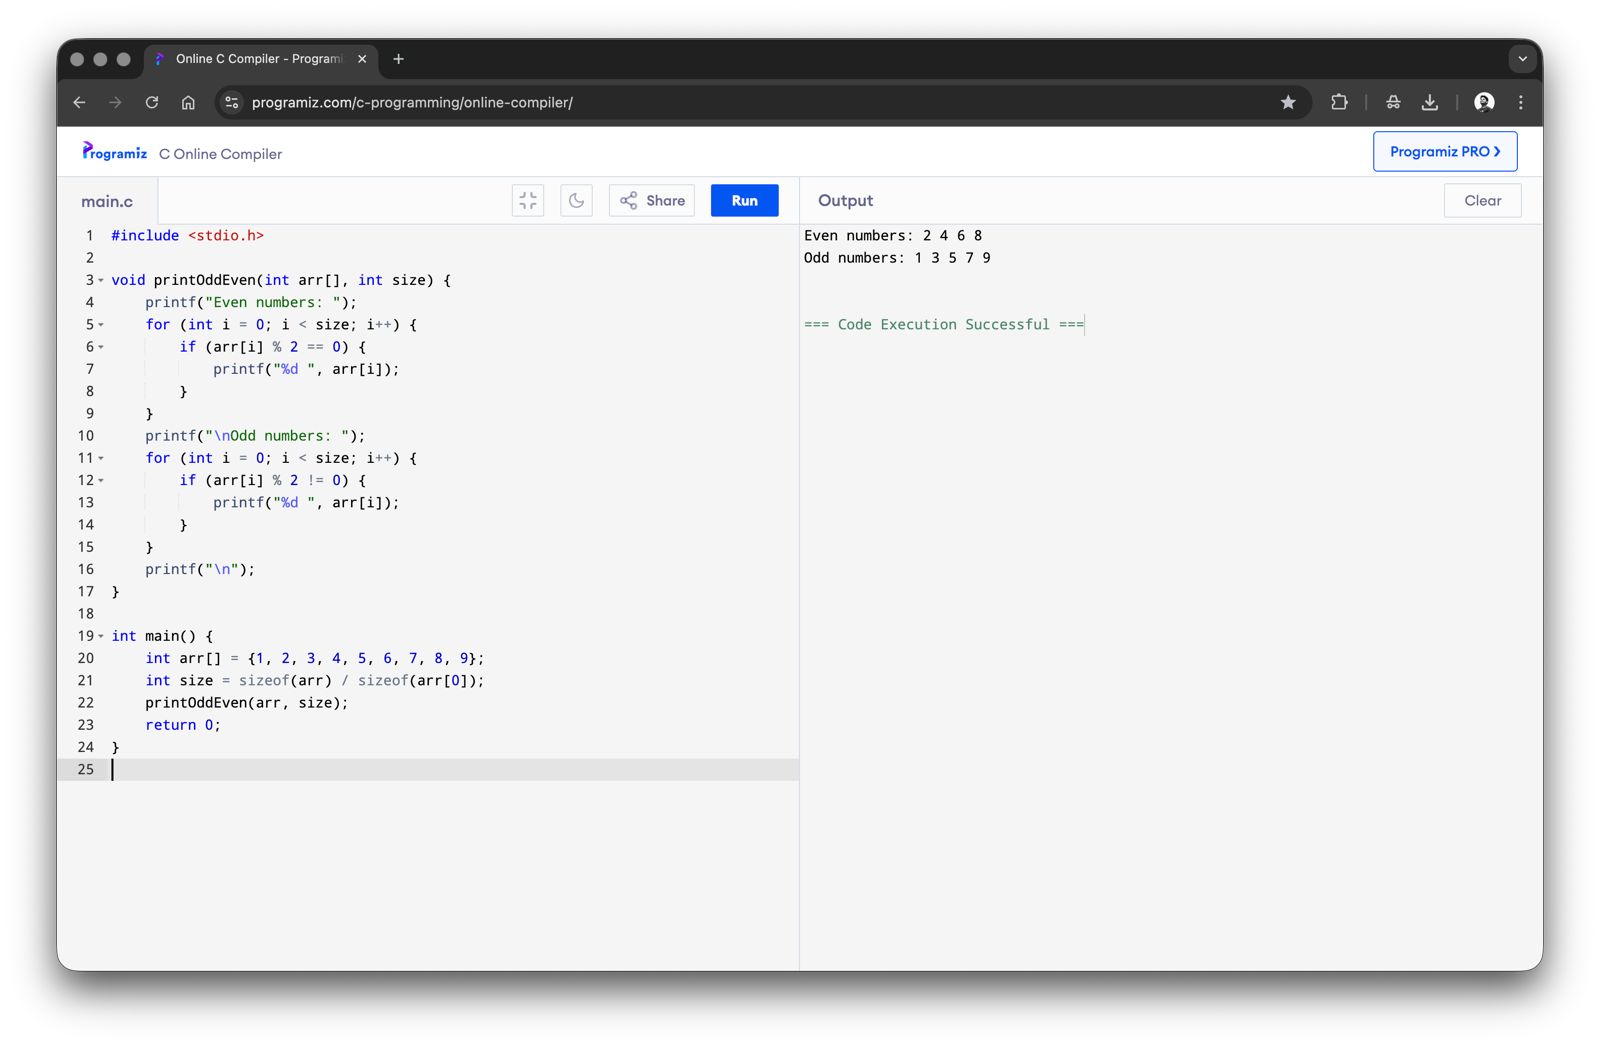 Online C Compiler - Programi
programiz.com/c-programming/online-compiler/
Programiz C Online Compiler
Programiz PRO
main.c
Share
Run
Output
Clear
1 #include <stdio.h>
2
3 void printOddEven(int arr[], int size) {
4     printf("Even numbers: ");
5     for (int i = 0; i < size; i++) {
6         if (arr[i] % 2 == 0) {
7             printf("%d ", arr[i]);
8         }
9     }
10     printf("\nOdd numbers: ");
11     for (int i = 0; i < size; i++) {
12         if (arr[i] % 2 != 0) {
13             printf("%d ", arr[i]);
14         }
15     }
16     printf("\n");
17 }
18
19 int main() {
20     int arr[] = {1, 2, 3, 4, 5, 6, 7, 8, 9};
21     int size = sizeof(arr) / sizeof(arr[0]);
22     printOddEven(arr, size);
23     return 0;
24 }
25
Even numbers: 2 4 6 8
Odd numbers: 1 3 5 7 9
=== Code Execution Successful ===